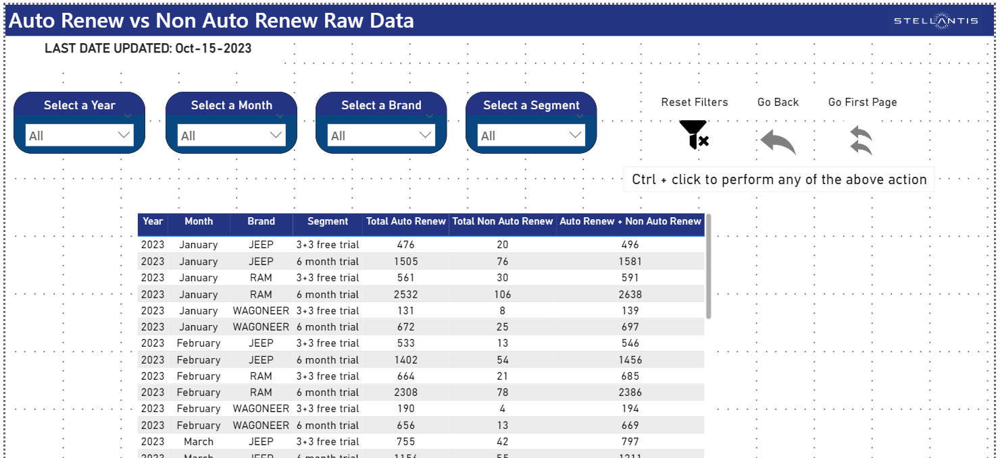 Auto Renew vs Non Auto Renew Raw Data STELLANTIS
LAST DATE UPDATED: Oct-15-2023
Select a Year Select a Month Select a Brand Select a Segment Reset Filters Go Back Go First Page
All All All All
Ctrl + click to perform any of the above action
Year Month Brand Segment Total Auto Renew Total Non Auto Renew Auto Renew + Non Auto Renew
2023 January JEEP 3+3 free trial 476 20 496
2023 January JEEP 6 month trial 1505 76 1581
2023 January RAM 3+3 free trial 561 30 591
2023 January RAM 6 month trial 2532 106 2638
2023 January WAGONEER 3+3 free trial 131 8 139
2023 January WAGONEER 6 month trial 672 25 697
2023 February JEEP 3+3 free trial 533 13 546
2023 February JEEP 6 month trial 1402 54 1456
2023 February RAM 3+3 free trial 664 21 685
2023 February RAM 6 month trial 2308 78 2386
2023 February WAGONEER 3+3 free trial 190 4 194
2023 February WAGONEER 6 month trial 656 13 669
2023 March JEEP 3+3 free trial 755 42 797
2023 March JEEP 6 month trial 1156 55 1211